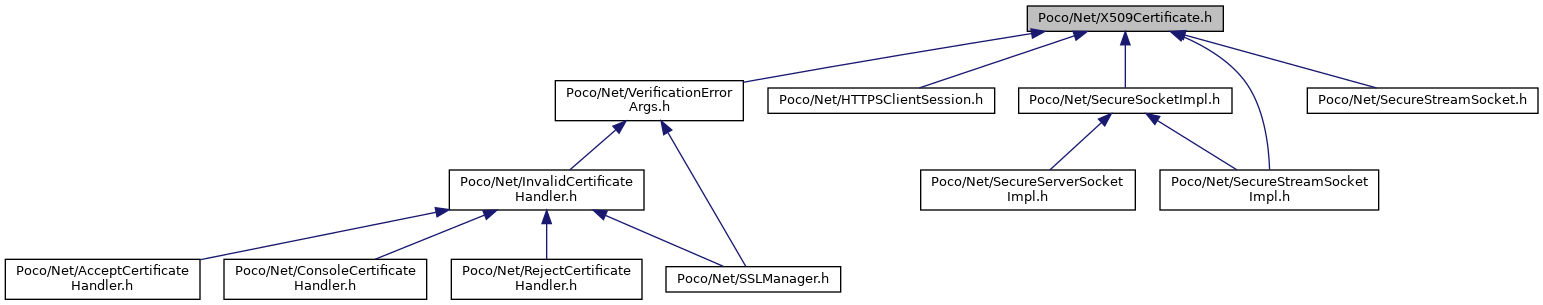 Poco/Net/X509Certificate.h
Poco/Net/VerificationError
Args.h
Poco/Net/HTTPSClientSession.h
Poco/Net/SecureSocketImpl.h
Poco/Net/SecureStreamSocket.h
Poco/Net/InvalidCertificate
Handler.h
Poco/Net/SecureServerSocket
Impl.h
Poco/Net/SecureStreamSocket
Impl.h
Poco/Net/AcceptCertificate
Handler.h
Poco/Net/ConsoleCertificate
Handler.h
Poco/Net/RejectCertificate
Handler.h
Poco/Net/SSLManager.h